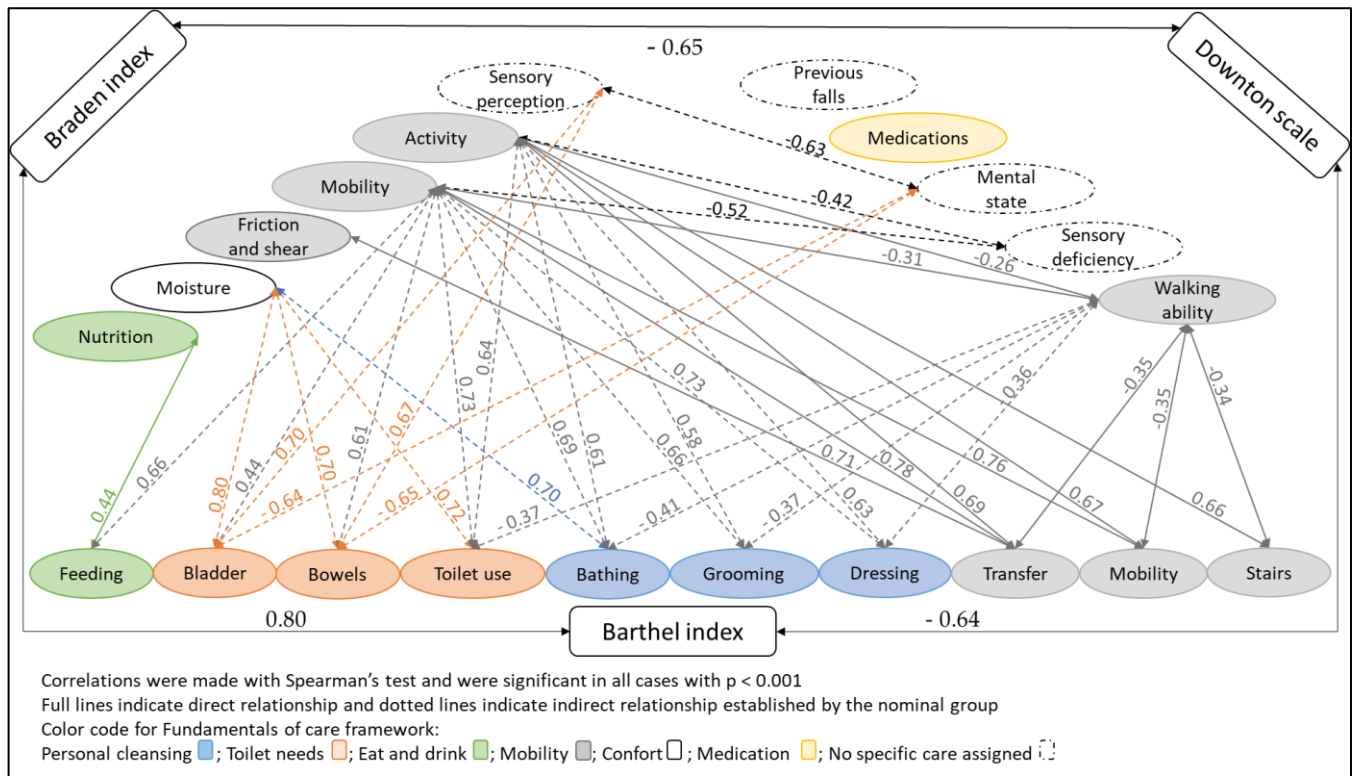 - 0.65
Braden index
Downton scale
Sensory
perception
Previous
falls
Activity
Medications
-0.63
Mobility
Mental
state
-0.42
-0.52
Friction
and shear
Sensory
deficiency
-0.31
-0.26
Moisture
Walking
ability
Nutrition
0.64
0.73
0.36
-0.35
-0.35
-0.34
0.73
0.67
0.70
0.61
0.44
0.66
0.69
0.61
0.58
0.66
0.71
0.78
0.76
0.44
0.80
0.64
0.70
0.65
0.72
0.70
-0.37
-0.41
-0.37
0.63
0.69
0.67
0.66
Feeding
Bladder
Bowels
Toilet use
Bathing
Grooming
Dressing
Transfer
Mobility
Stairs
0.80
Barthel index
- 0.64
Correlations were made with Spearman's test and were significant in all cases with p < 0.001
Full lines indicate direct relationship and dotted lines indicate indirect relationship established by the nominal group
Color code for Fundamentals of care framework:
Personal cleansing ; Toilet needs ; Eat and drink ; Mobility ; Confort ; Medication ; No specific care assigned